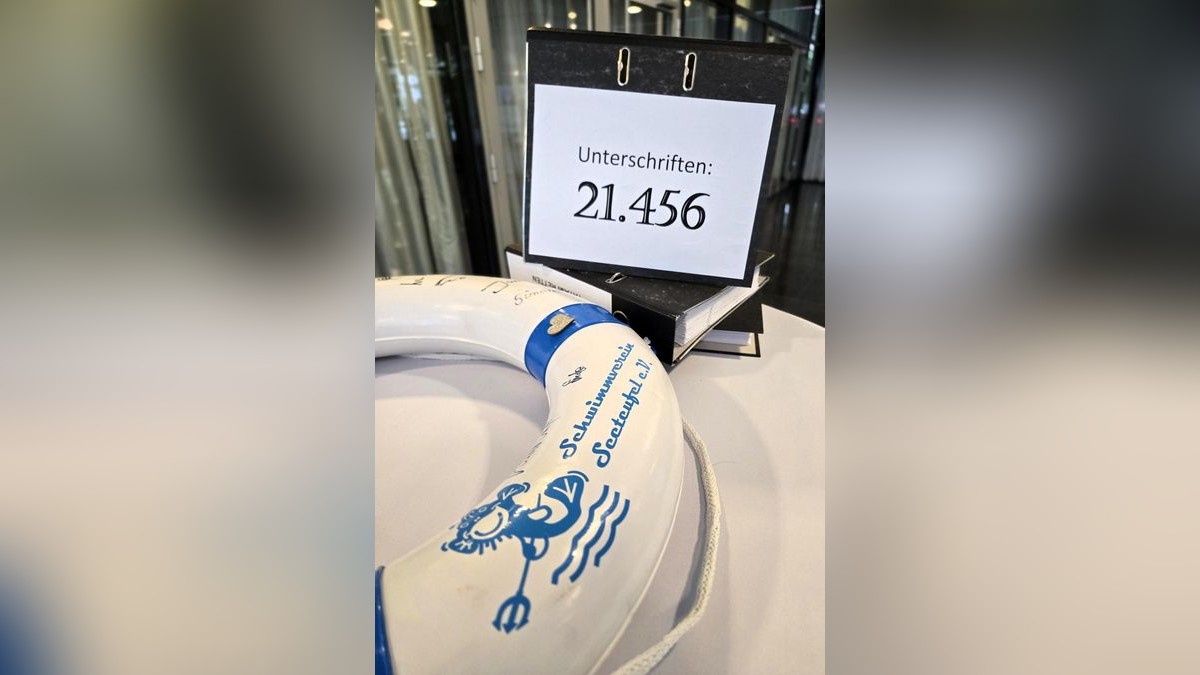 Unterschriften:
21.456
Schwimmverein
Seeteufel e.V.